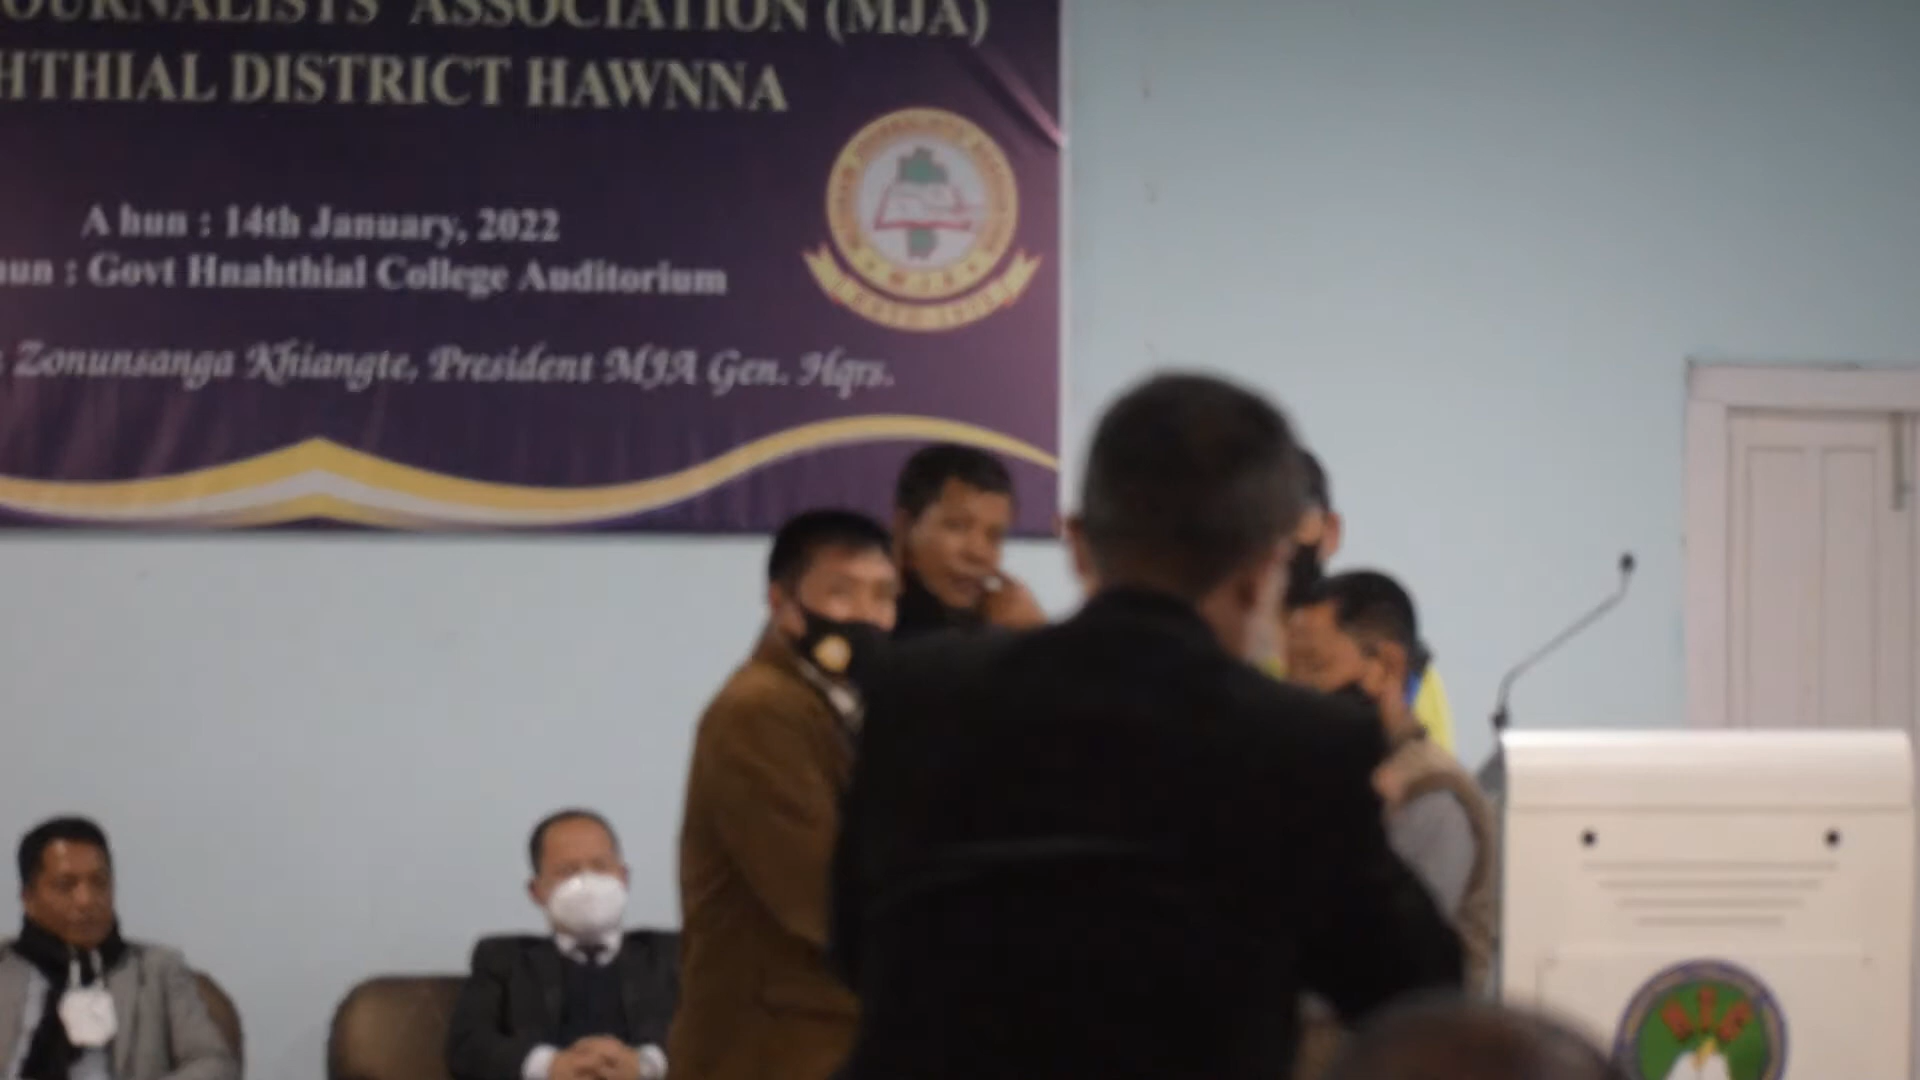 OURNALISTS' ASSOCIATION (MJA)
HTHIAL DISTRICT HAWNNA
A hun : 14th January, 2022
hun : Govt Hnahthial College Auditorium
Zonunsanga Khiangte, President MJA Gen. Hqrs.